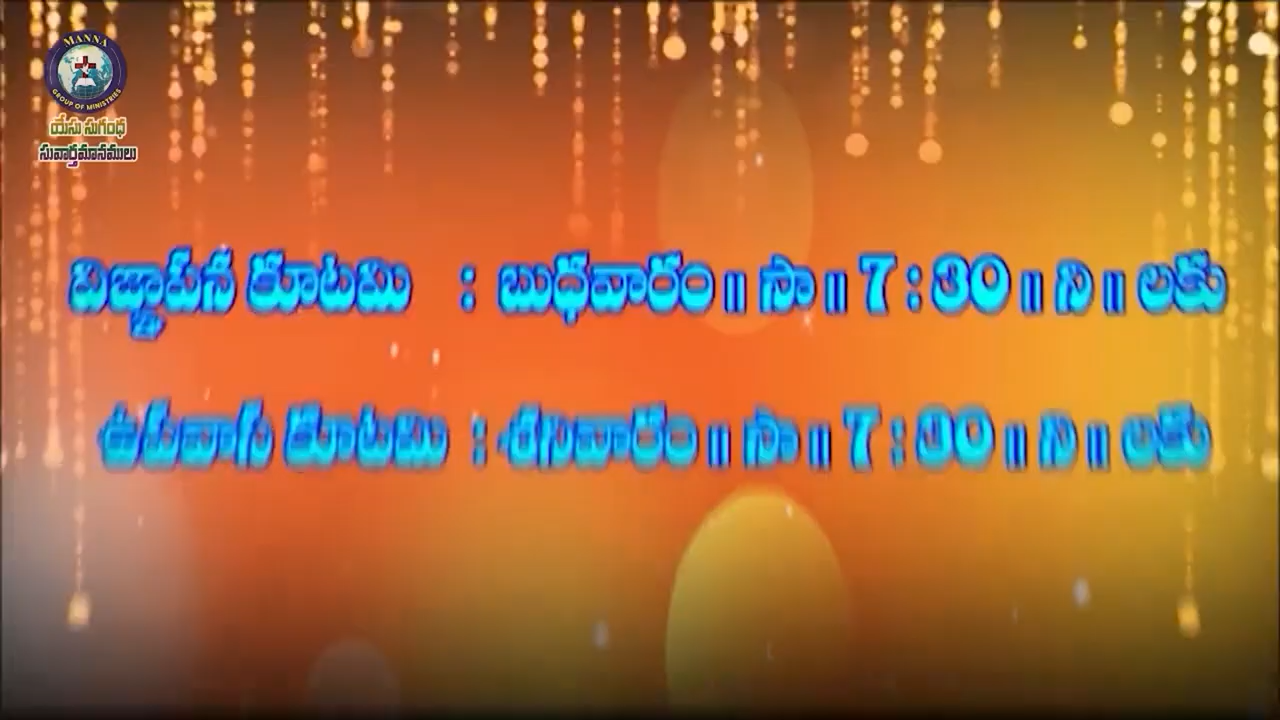 MANNA
GROUP OF MINISTRIES
యేసు సుగంధ
సువార్తమానములు
విజ్ఞాపన కూటమి : బుధవారం॥ సా॥ 7:30॥ ని॥ లకు
ఉపవాస కూటమి : శనివారం॥ సా॥ 7:30॥ ని॥ లకు